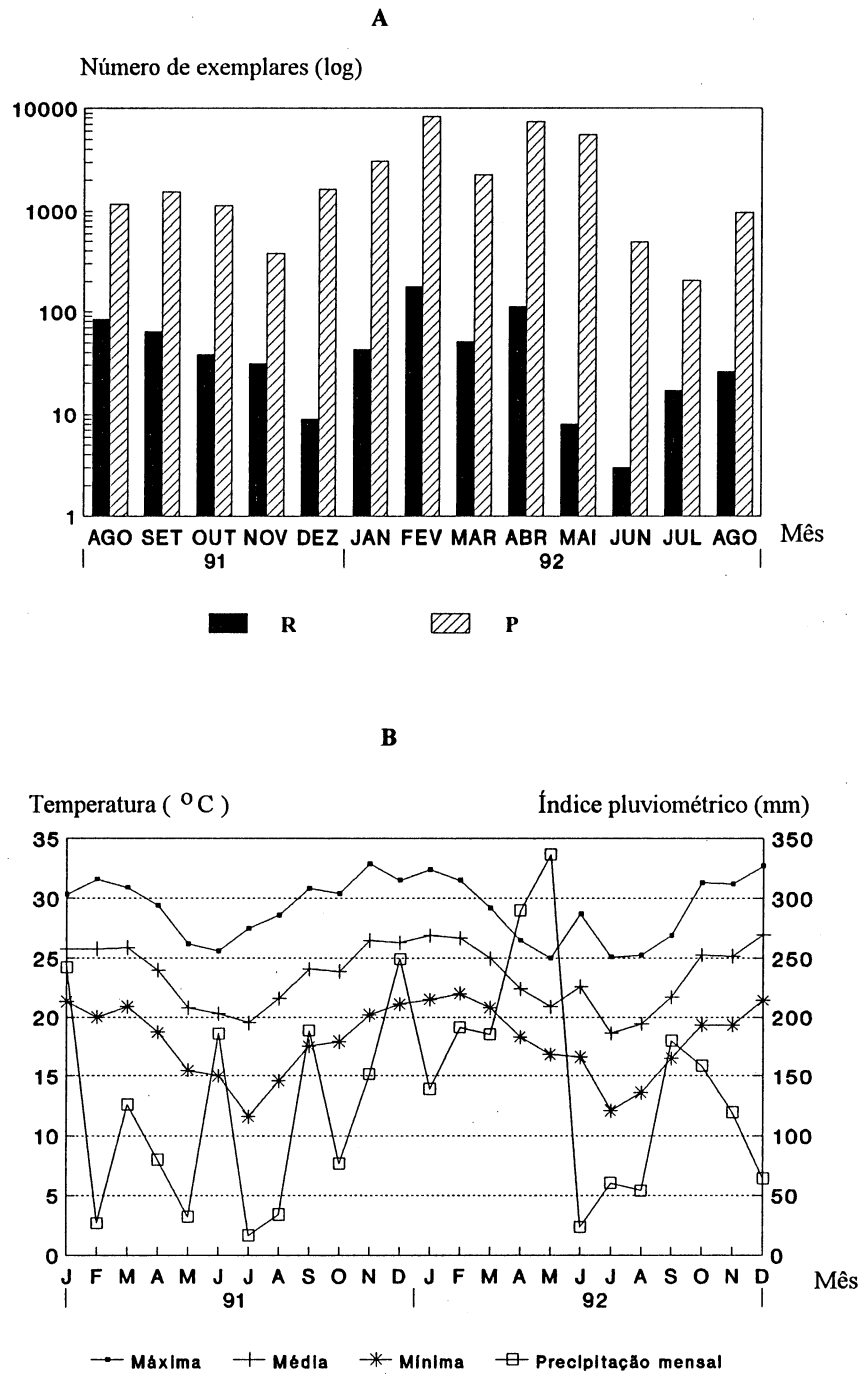 A
Número de exemplares (log)
10000
1000
100
10
1
AGO SET OUT NOV DEZ JAN FEV MAR ABR MAI JUN JUL AGO Mês
91 92
R P
B
Temperatura ( ºC ) Índice pluviométrico (mm)
35 350
30 300
25 250
20 200
15 150
10 100
5 50
0 0
J F M A M J J A S O N D J F M A M J J A S O N D Mês
91 92
Máxima Média Mínima Precipitação mensal